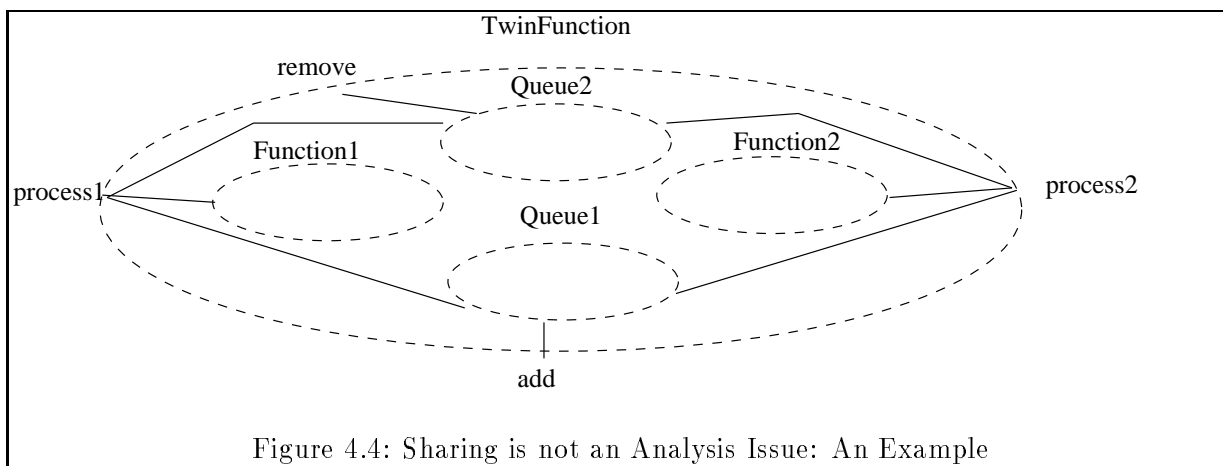 TwinFunction
remove
Queue2
Function1
Function2
process1
process2
Queue1
add
Figure 4.4: Sharing is not an Analysis Issue: An Example